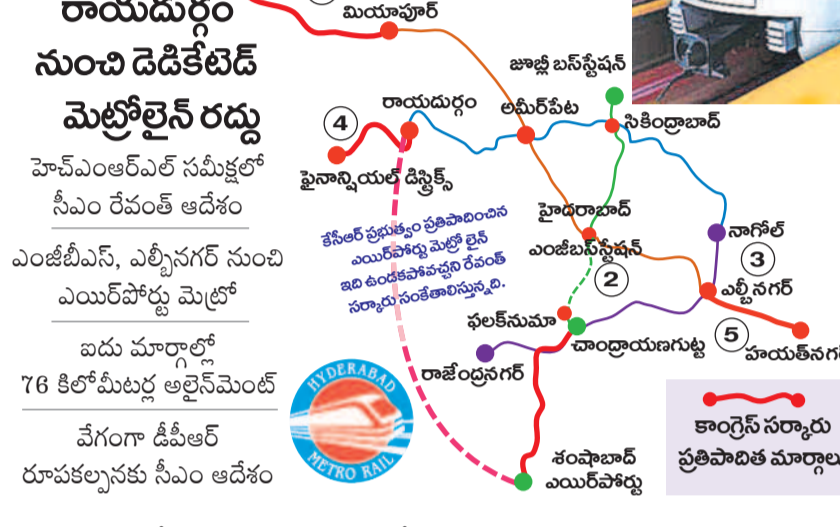 రాయదుర్గం
నుంచి డెడికేటెడ్
మెట్రోలైన్ రద్దు
హెచ్ఎంఆర్ఎల్ సమీక్షలో
సీఎం రేవంత్ ఆదేశం
ఎంజీబీఎస్, ఎల్బీనగర్ నుంచి
ఎయిర్‌పోర్టు మెట్రో
ఐదు మార్గాల్లో
76 కిలోమీటర్ల అలైన్‌మెంట్
వేగంగా డీపీఆర్
రూపకల్పనకు సీఎం ఆదేశం
మియాపూర్
జూబ్లీ బస్‌స్టేషన్
రాయదుర్గం
అమీర్‌పేట
సికింద్రాబాద్
4
ఫైనాన్షియల్ డిస్ట్రిక్స్
హైదరాబాద్
ఎంజీబస్‌స్టేషన్
నాగోల్
3
2
ఎల్బీ నగర్
కేసీఆర్ ప్రభుత్వం ప్రతిపాదించిన
ఎయిర్‌పోర్టు మెట్రో లైన్
ఇది ఉండకపోవచ్చని రేవంత్
సర్కారు సంకేతాలిస్తున్నది.
ఫలక్‌నుమా
చాంద్రాయణగుట్ట
5
హయత్‌నగ
రాజేంద్రనగర్
HYDERABAD
METRO RAIL
శంషాబాద్
ఎయిర్‌పోర్టు
కాంగ్రెస్ సర్కారు
ప్రతిపాదిత మార్గాలు